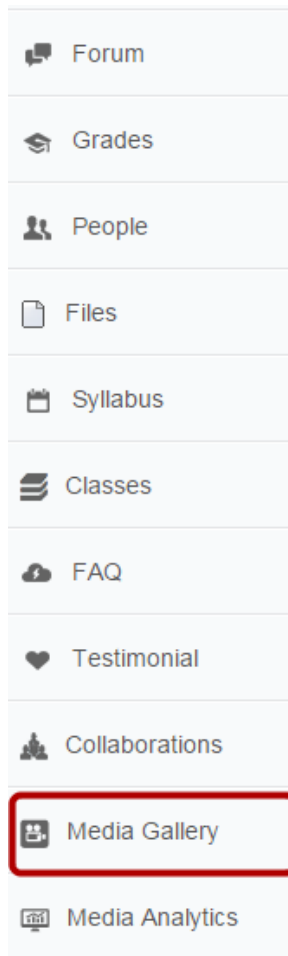 Forum
Grades
People
Files
Syllabus
Classes
FAQ
Testimonial
Collaborations
Media Gallery
Media Analytics